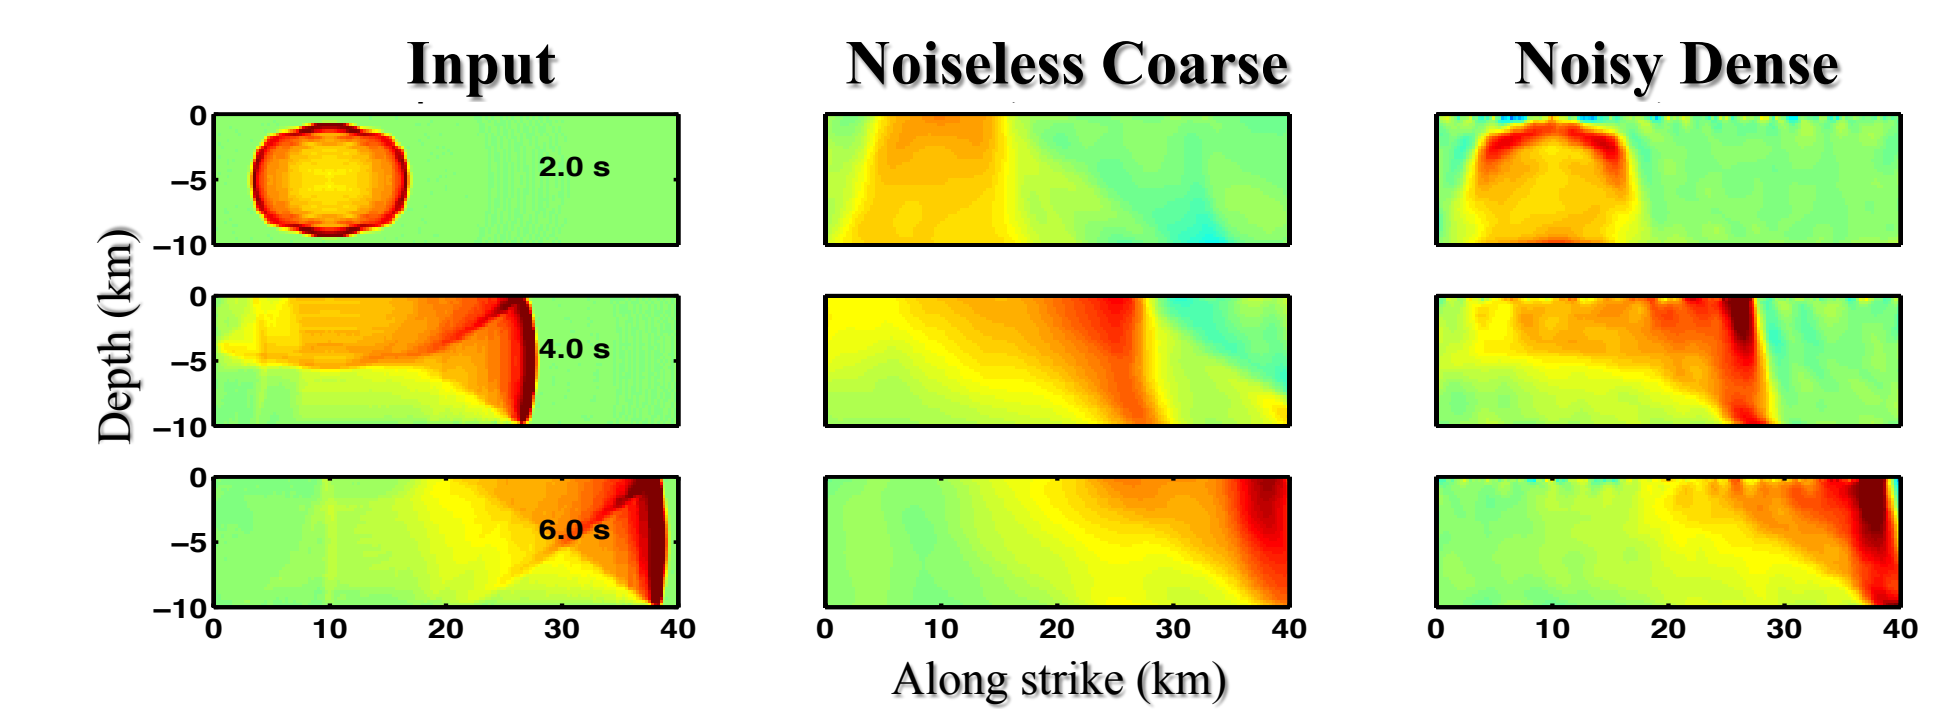 Input Noiseless Coarse Noisy Dense
0
2.0 s
−5
−10
0
4.0 s
−5
−10
0
6.0 s
−5
−10
0 10 20 30 40 0 10 20 30 40 0 10 20 30 40
Depth (km)
Along strike (km)